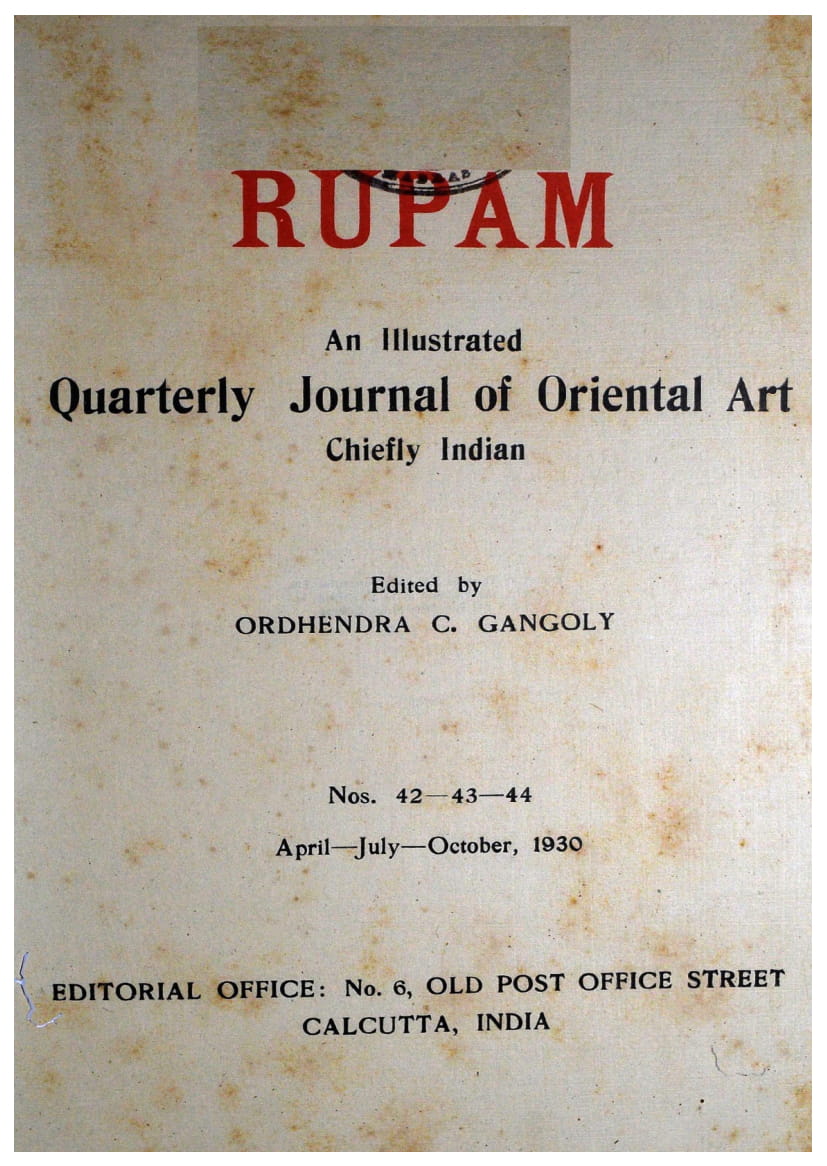 MADRAS
RUPAM
An Illustrated
Quarterly Journal of Oriental Art
Chiefly Indian
Edited by
ORDHENDRA C. GANGOLY
Nos. 42—43—44
April—July—October, 1930
EDITORIAL OFFICE: No. 6, OLD POST OFFICE STREET
CALCUTTA, INDIA